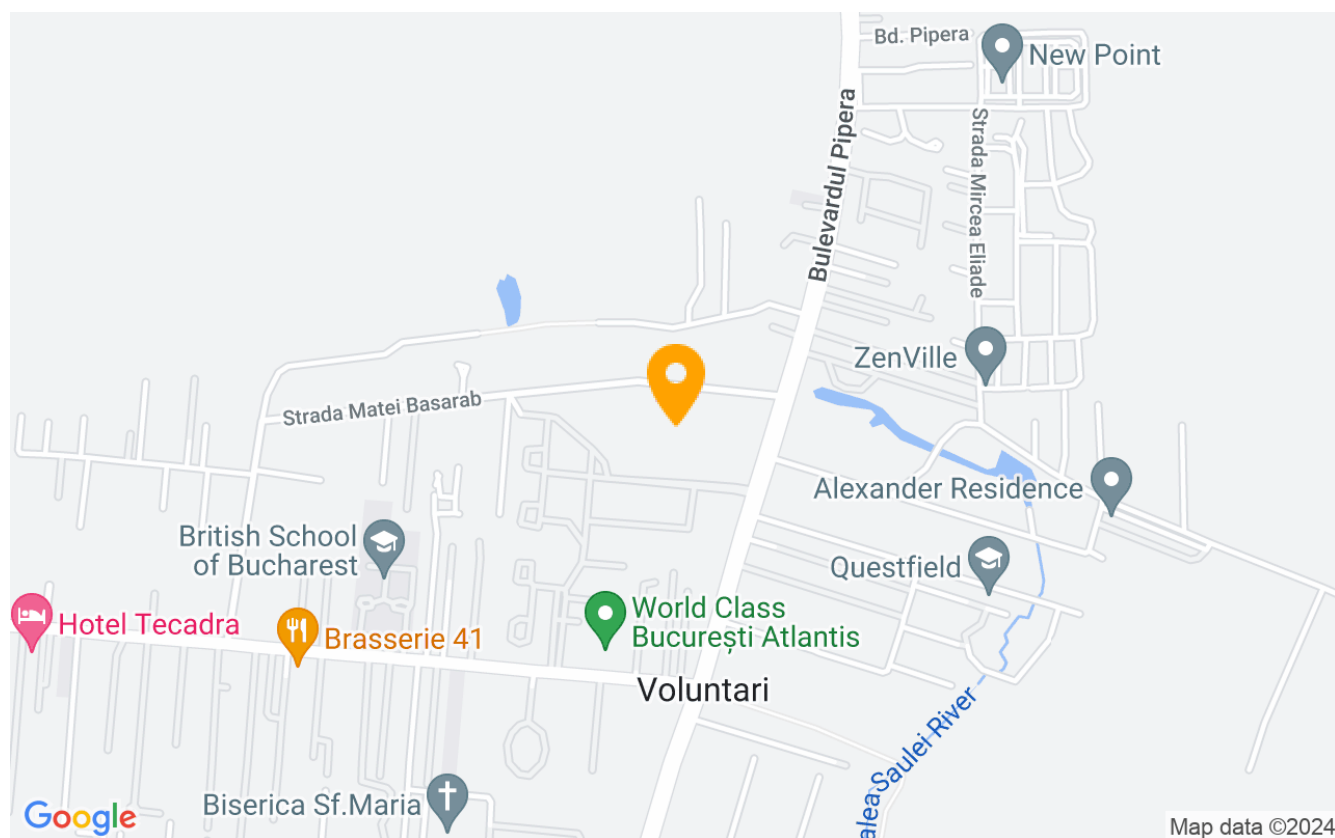 Bd. Pipera
New Point
Bulevardul Pipera
Strada Mircea Eliade
ZenVille
Strada Matei Basarab
Alexander Residence
British School
of Bucharest
Questfield
World Class
București Atlantis
Hotel Tecadra
Brasserie 41
Voluntari
alea Saulei River
Biserica Sf.Maria
Google
Map data ©2024